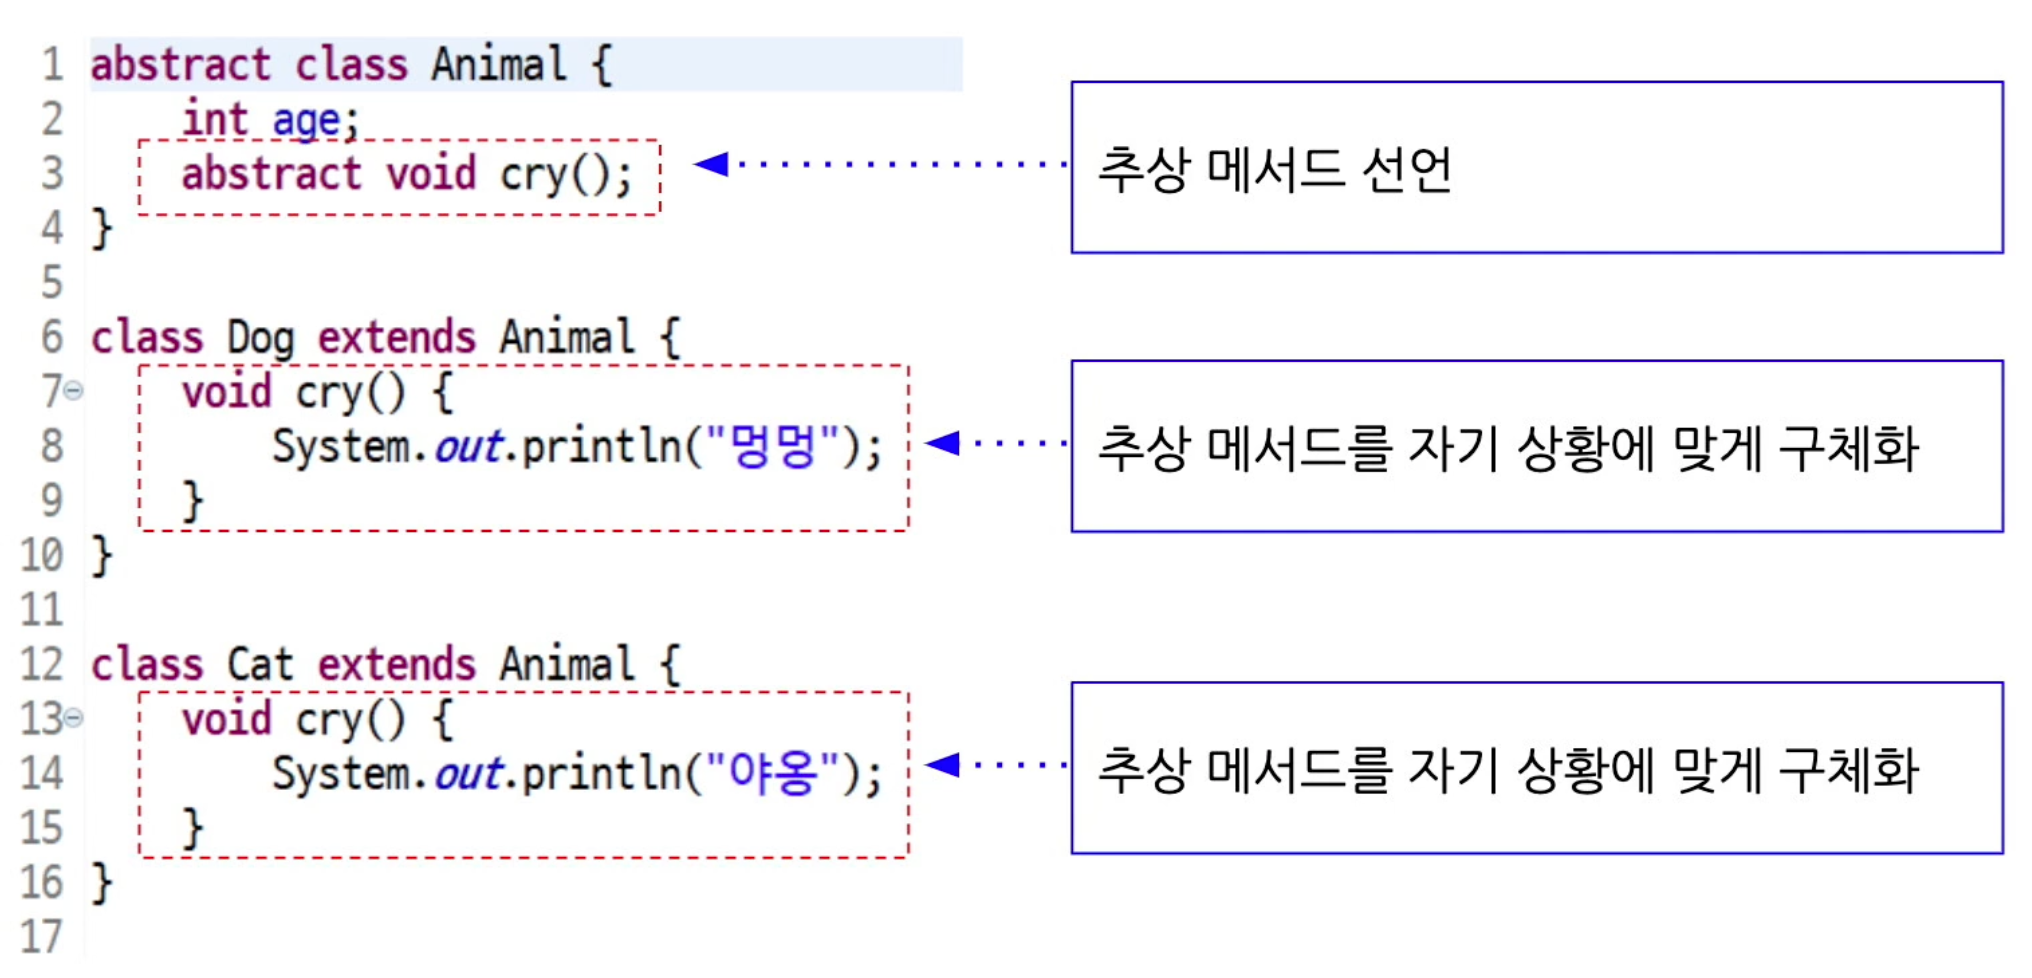 1 abstract class Animal {
2     int age;
3     abstract void cry();
추상 메서드 선언
4 }
5
6 class Dog extends Animal {
7     void cry() {
8         System.out.println("멍멍");
추상 메서드를 자기 상황에 맞게 구체화
9     }
10 }
11
12 class Cat extends Animal {
13     void cry() {
14         System.out.println("야옹");
추상 메서드를 자기 상황에 맞게 구체화
15     }
16 }
17